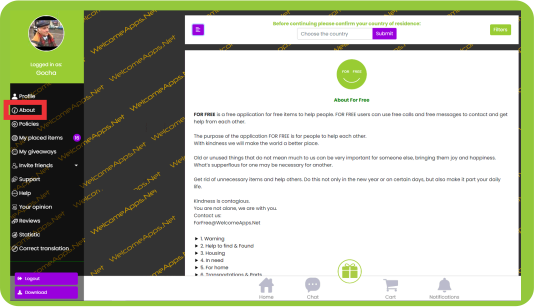 Logged in as:
Gocha
Profile
About
Policies
My placed items
My giveaways
Invite friends
Support
Help
Your opinion
Reviews
Statistic
Correct translation
Logout
Download
WelcomeApps.Net
Before continuing please confirm your country of residence:
Choose the country
Submit
Filters
FOR FREE
About For Free
FOR FREE is a free application for free items to help people. FOR FREE users can use free calls and free messages to contact and get
help from each other.
The purpose of the application FOR FREE is for people to help each other.
With kindness we will make the world a better place.
Old or unused things that do not mean much to us can be very important for someone else, bringing them joy and happiness.
What's superfluous for one may be necessary for another.
Get rid of unnecessary items and help others. Do this not only in the new year or on certain days, but also make it part your daily
life.
Kindness is contagious.
You are not alone, we are with you.
Contact us:
ForFree@WelcomeApps.Net
▶ 1. Warning
▶ 2. Help to find & Found
▶ 3. Housing
▶ 4. In need
▶ 5. For home
▶ 6. Transportations & Parts
Home
Chat
Cart
Notifications